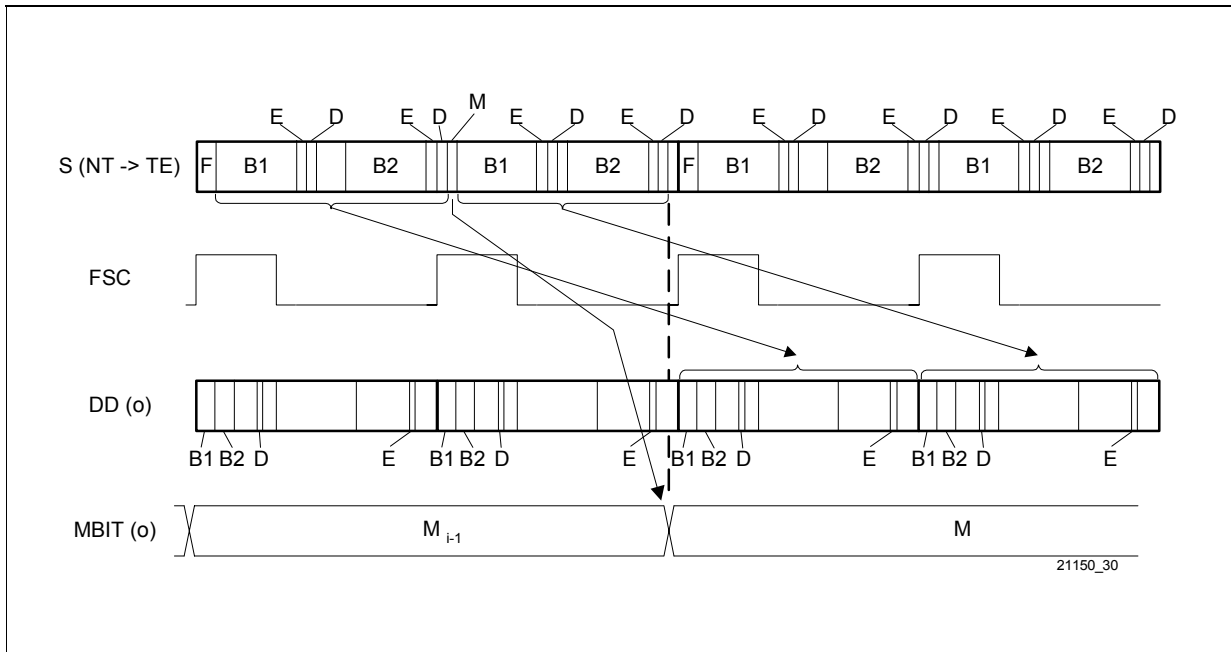 M
E D E D E D E D E D E D E D E D
S (NT -> TE) F B1 B2 B1 B2 F B1 B2 B1 B2
FSC
DD (o)
B1 B2 D E B1 B2 D E B1 B2 D E B1 B2 D E
MBIT (o) M i-1 M
21150_30